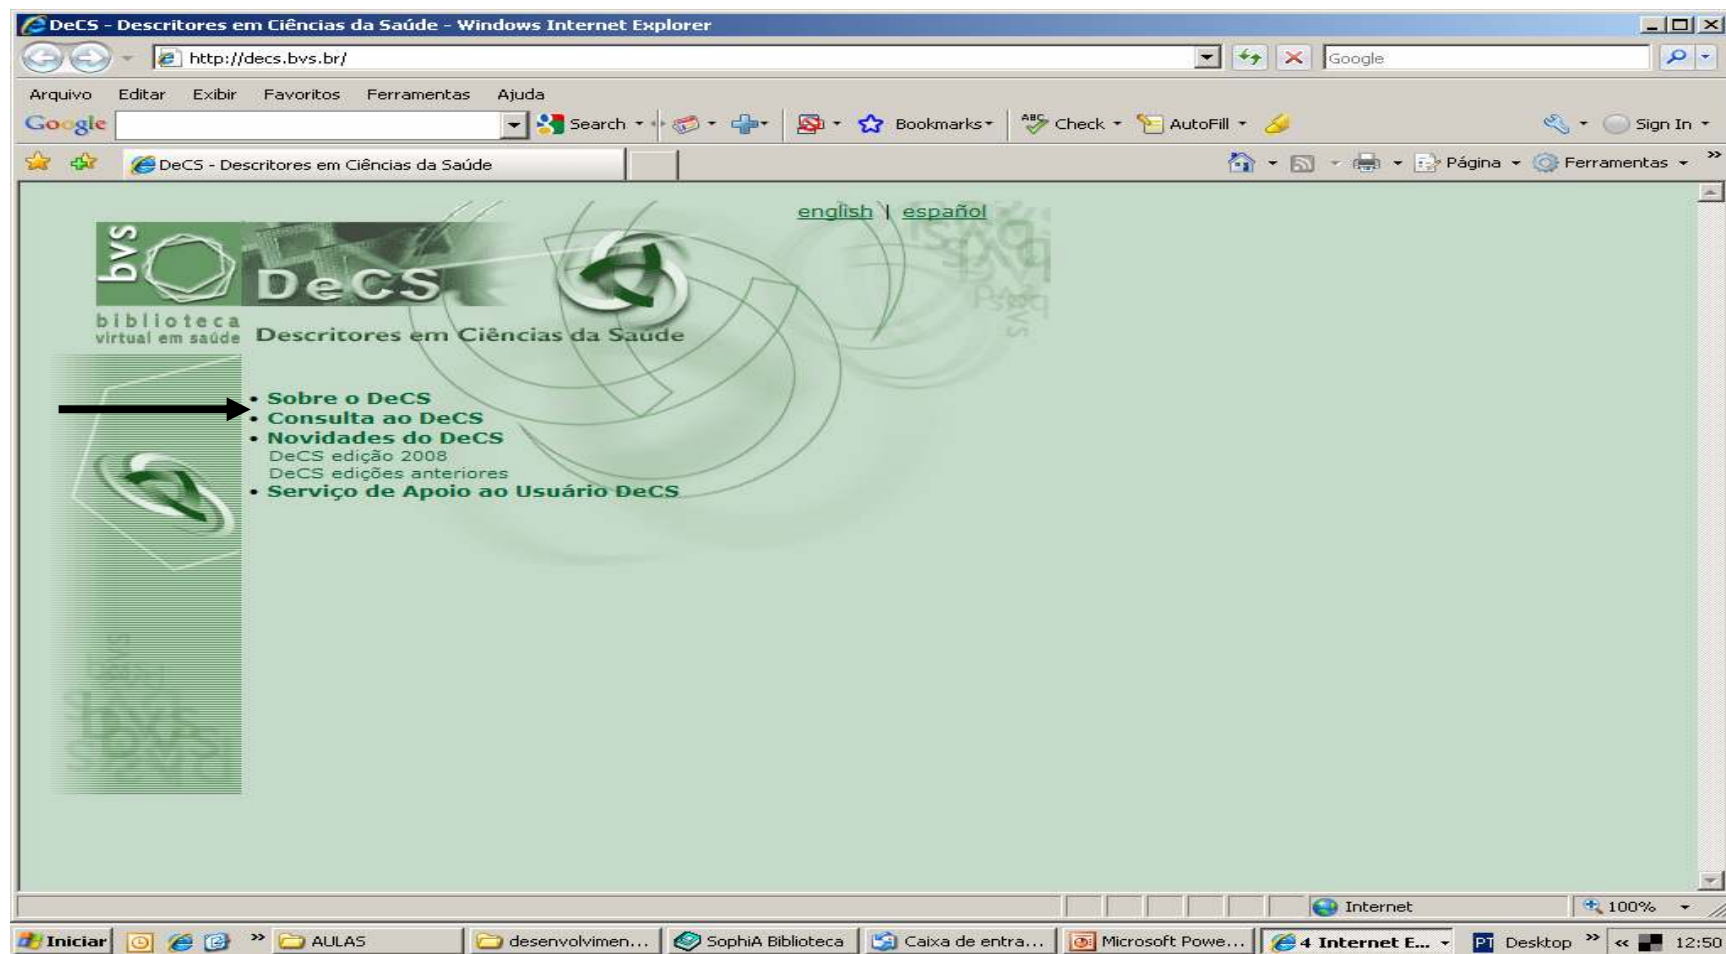 DeCS - Descritores em Ciências da Saúde - Windows Internet Explorer
http://decs.bvs.br/
Google
Arquivo Editar Exibir Favoritos Ferramentas Ajuda
Google Search Bookmarks ABC Check AutoFill Sign In
DeCS - Descritores em Ciências da Saúde Página Ferramentas »
english | español
bvs
DeCS
biblioteca
virtual em saúde
Descritores em Ciências da Saúde
• Sobre o DeCS
• Consulta ao DeCS
• Novidades do DeCS
DeCS edição 2008
DeCS edições anteriores
• Serviço de Apoio ao Usuário DeCS
Internet 100%
Iniciar » AULAS desenvolvimen... SophiA Biblioteca Caixa de entra... Microsoft Powe... 4 Internet E... PT Desktop » « 12:50